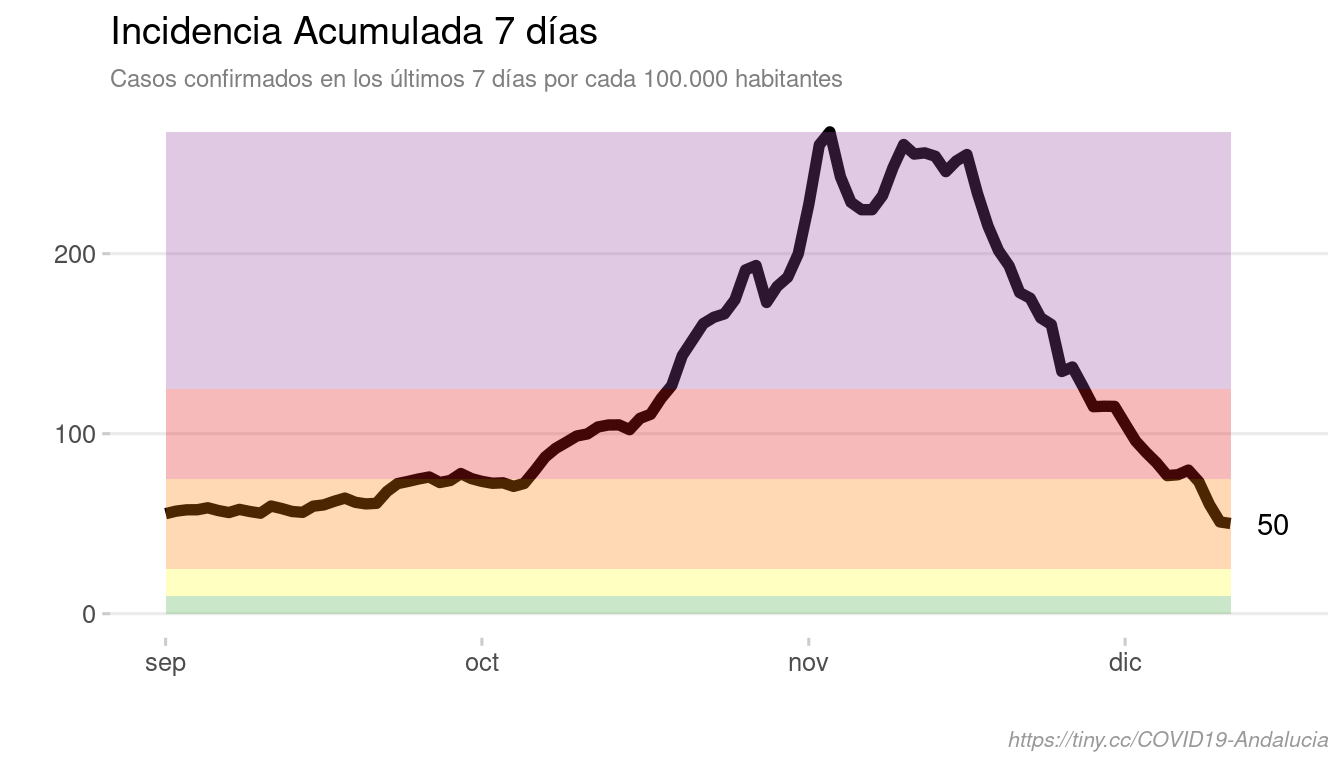 Incidencia Acumulada 7 días
Casos confirmados en los últimos 7 días por cada 100.000 habitantes
200
100
50
0
sep oct nov dic
https://tiny.cc/COVID19-Andalucia